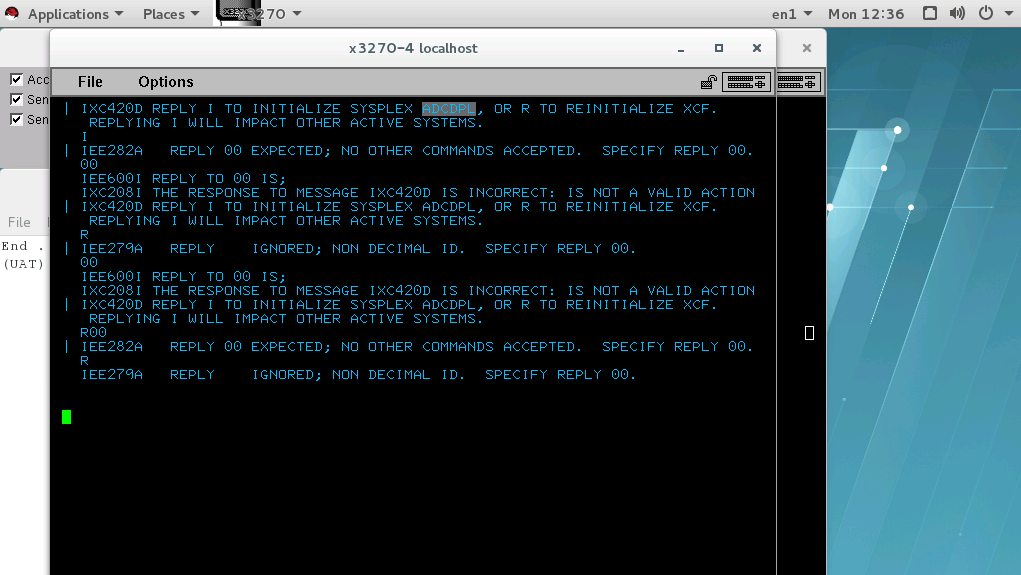 Applications
Places
x3270
en1
Mon 12:36
x3270-4 localhost
File
Options
Acc
Sen
Sen
File
End .
(UAT)
| IXC420D REPLY I TO INITIALIZE SYSPLEX ADCDPL, OR R TO REINITIALIZE XCF.
REPLYING I WILL IMPACT OTHER ACTIVE SYSTEMS.
I
| IEE282A REPLY 00 EXPECTED; NO OTHER COMMANDS ACCEPTED. SPECIFY REPLY 00.
00
IEE600I REPLY TO 00 IS;
IXC208I THE RESPONSE TO MESSAGE IXC420D IS INCORRECT: IS NOT A VALID ACTION
| IXC420D REPLY I TO INITIALIZE SYSPLEX ADCDPL, OR R TO REINITIALIZE XCF.
REPLYING I WILL IMPACT OTHER ACTIVE SYSTEMS.
R
| IEE279A REPLY IGNORED; NON DECIMAL ID. SPECIFY REPLY 00.
00
IEE600I REPLY TO 00 IS;
IXC208I THE RESPONSE TO MESSAGE IXC420D IS INCORRECT: IS NOT A VALID ACTION
| IXC420D REPLY I TO INITIALIZE SYSPLEX ADCDPL, OR R TO REINITIALIZE XCF.
REPLYING I WILL IMPACT OTHER ACTIVE SYSTEMS.
R00
| IEE282A REPLY 00 EXPECTED; NO OTHER COMMANDS ACCEPTED. SPECIFY REPLY 00.
R
IEE279A REPLY IGNORED; NON DECIMAL ID. SPECIFY REPLY 00.